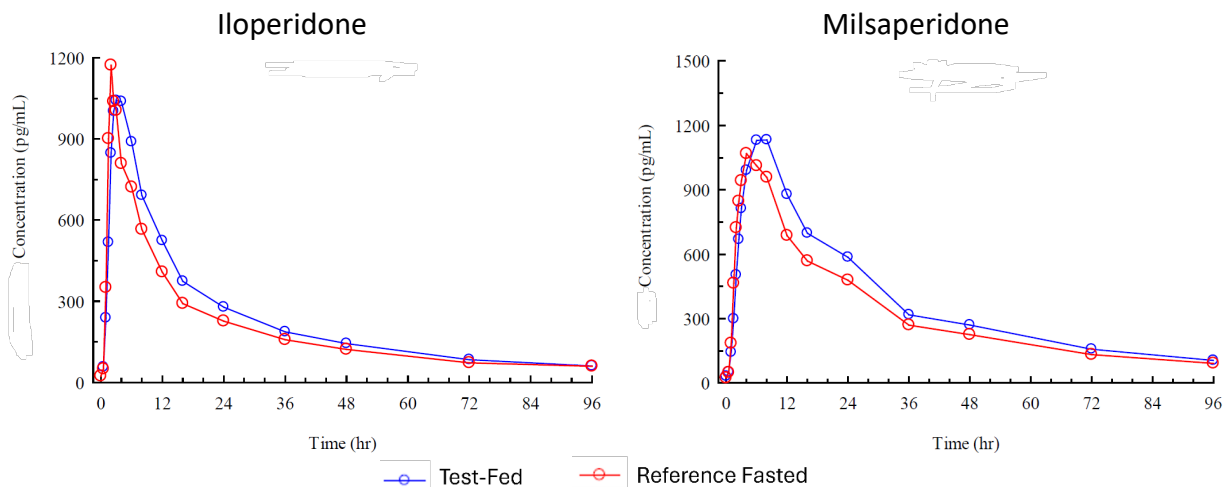 Iloperidone
Milsaperidone
1200
900
600
300
0
Concentration (pg/mL)
0 12 24 36 48 60 72 84 96
Time (hr)
1500
1200
900
600
300
0
Concentration (pg/mL)
0 12 24 36 48 60 72 84 96
Time (hr)
Test-Fed
Reference Fasted